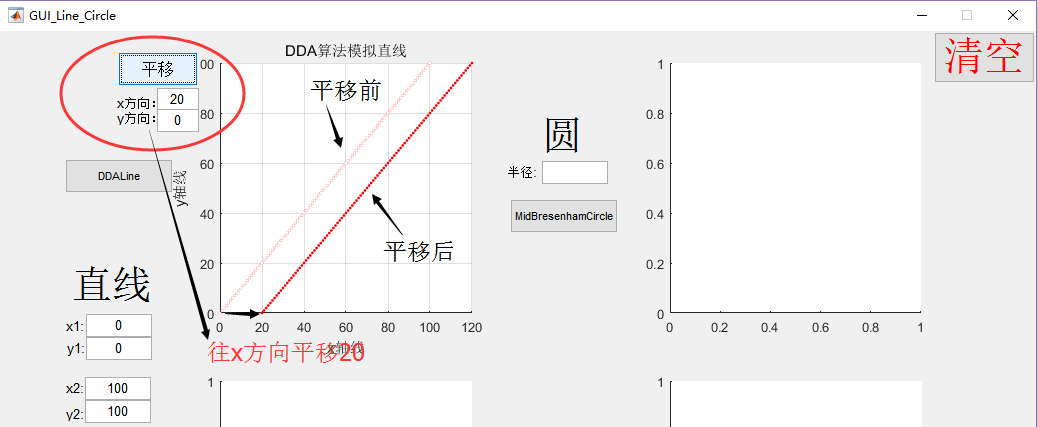 GUI_Line_Circle
清空
DDA算法模拟直线
平移
x方向: 20
y方向: 0
DDALine
直线
x1: 0
y1: 0
x2: 100
y2: 100
00
80
60
40
20
0
y轴线
平移前
平移后
0 20 40 60 80 100 120
x轴线
往x方向平移20
圆
半径:
MidBresenhamCircle
1
0.8
0.6
0.4
0.2
0
0 0.2 0.4 0.6 0.8 1
1
1